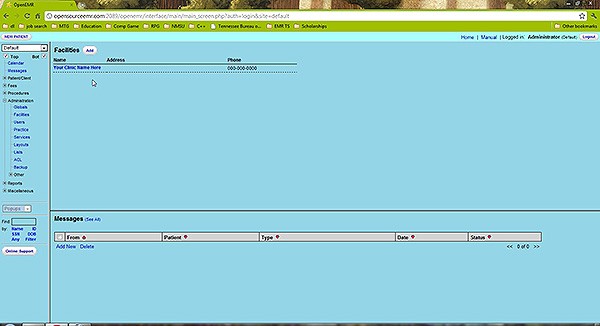 OpenEMR
opensourceemr.com:2089/openemr/interface/main/main_screen.php?auth=login&site=default
dll job search MTG Education Comp Game RPG NMSU C++ Tennessee Bureau o... EMR TS Scholarships Other bookmarks
NEW PATIENT Home | Manual | Logged in: Administrator (Default) Logout
Default
Top Bot
Calendar
Messages
Patient/Client
Fees
Procedures
Administration
Globals
Facilities
Users
Practice
Services
Layouts
Lists
ACL
Backup
Other
Reports
Miscellaneous
Popups
Find:
by: Name ID
SSN DOB
Any Filter
Online Support
Facilities Add
Name Address Phone
Your Clinic Name Here 000-000-0000
Messages (See All)
From Patient Type Date Status
Add New Delete << 0 of 0 >>